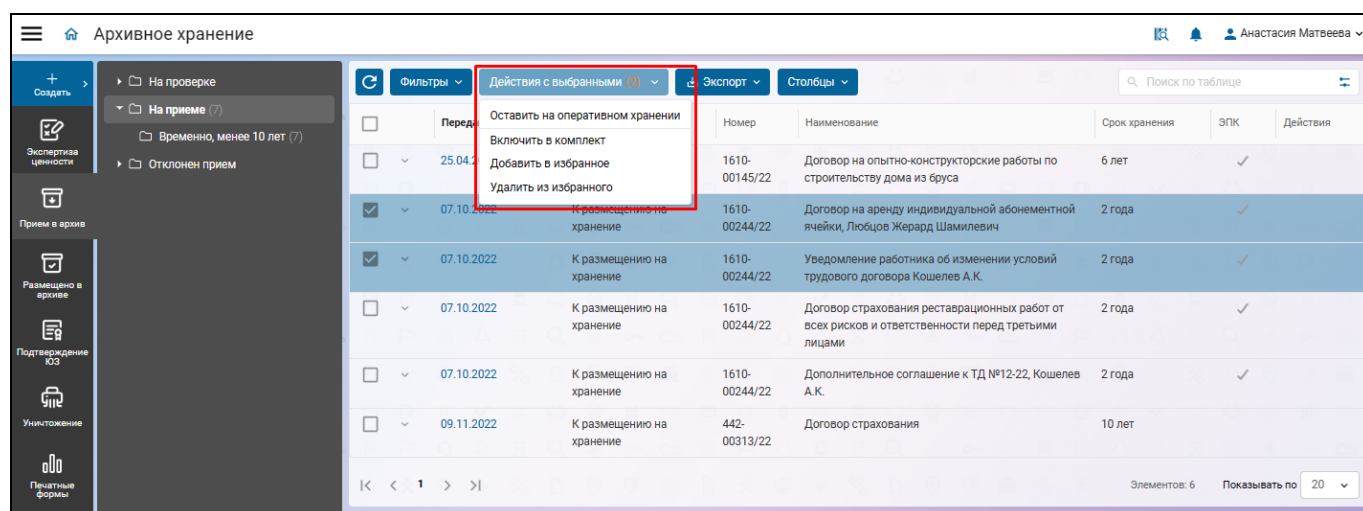 Архивное хранение
Анастасия Матвеева
Создать
Экспертиза
ценности
Прием в архив
Размещено в
архиве
Подтверждение
ЮЗ
Уничтожение
Печатные
формы
На проверке
На приеме (7)
Временно, менее 10 лет (7)
Отклонен прием
Фильтры
Действия с выбранными (2)
Экспорт
Столбцы
Поиск по таблице
Оставить на оперативном хранении
Включить в комплект
Добавить в избранное
Удалить из избранного
Номер
Наименование
Срок хранения
ЭПК
Действия
1610-
00145/22
Договор на опытно-конструкторские работы по
строительству дома из бруса
6 лет
07.10.2022
К размещению на
хранение
1610-
00244/22
Договор на аренду индивидуальной абонементной
ячейки, Любцов Жерард Шамилевич
2 года
07.10.2022
К размещению на
хранение
1610-
00244/22
Уведомление работника об изменении условий
трудового договора Кошелев А.К.
2 года
07.10.2022
К размещению на
хранение
1610-
00244/22
Договор страхования реставрационных работ от
всех рисков и ответственности перед третьими
лицами
2 года
07.10.2022
К размещению на
хранение
1610-
00244/22
Дополнительное соглашение к ТД №12-22, Кошелев
А.К.
2 года
09.11.2022
К размещению на
хранение
442-
00313/22
Договор страхования
10 лет
1
Элементов: 6
Показывать по 20